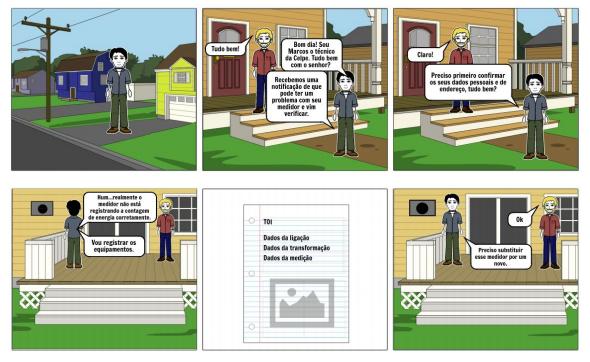 Tudo bem!
Bom dia! Sou
Marcos o técnico
da Celpe. Tudo bem
com o senhor?
Recebemos uma
notificação de que
pode ter um
problema com seu
medidor e vim
verificar.
Claro!
Preciso primeiro confirmar
os seus dados pessoais e de
endereço, tudo bem?
Hum...realmente o
medidor não está
registrando a contagem
de energia corretamente.
Vou registrar os
equipamentos.
TOI
Dados da ligação
Dados da transformação
Dados da medição
Ok
Preciso substituir
esse medidor por um
novo.